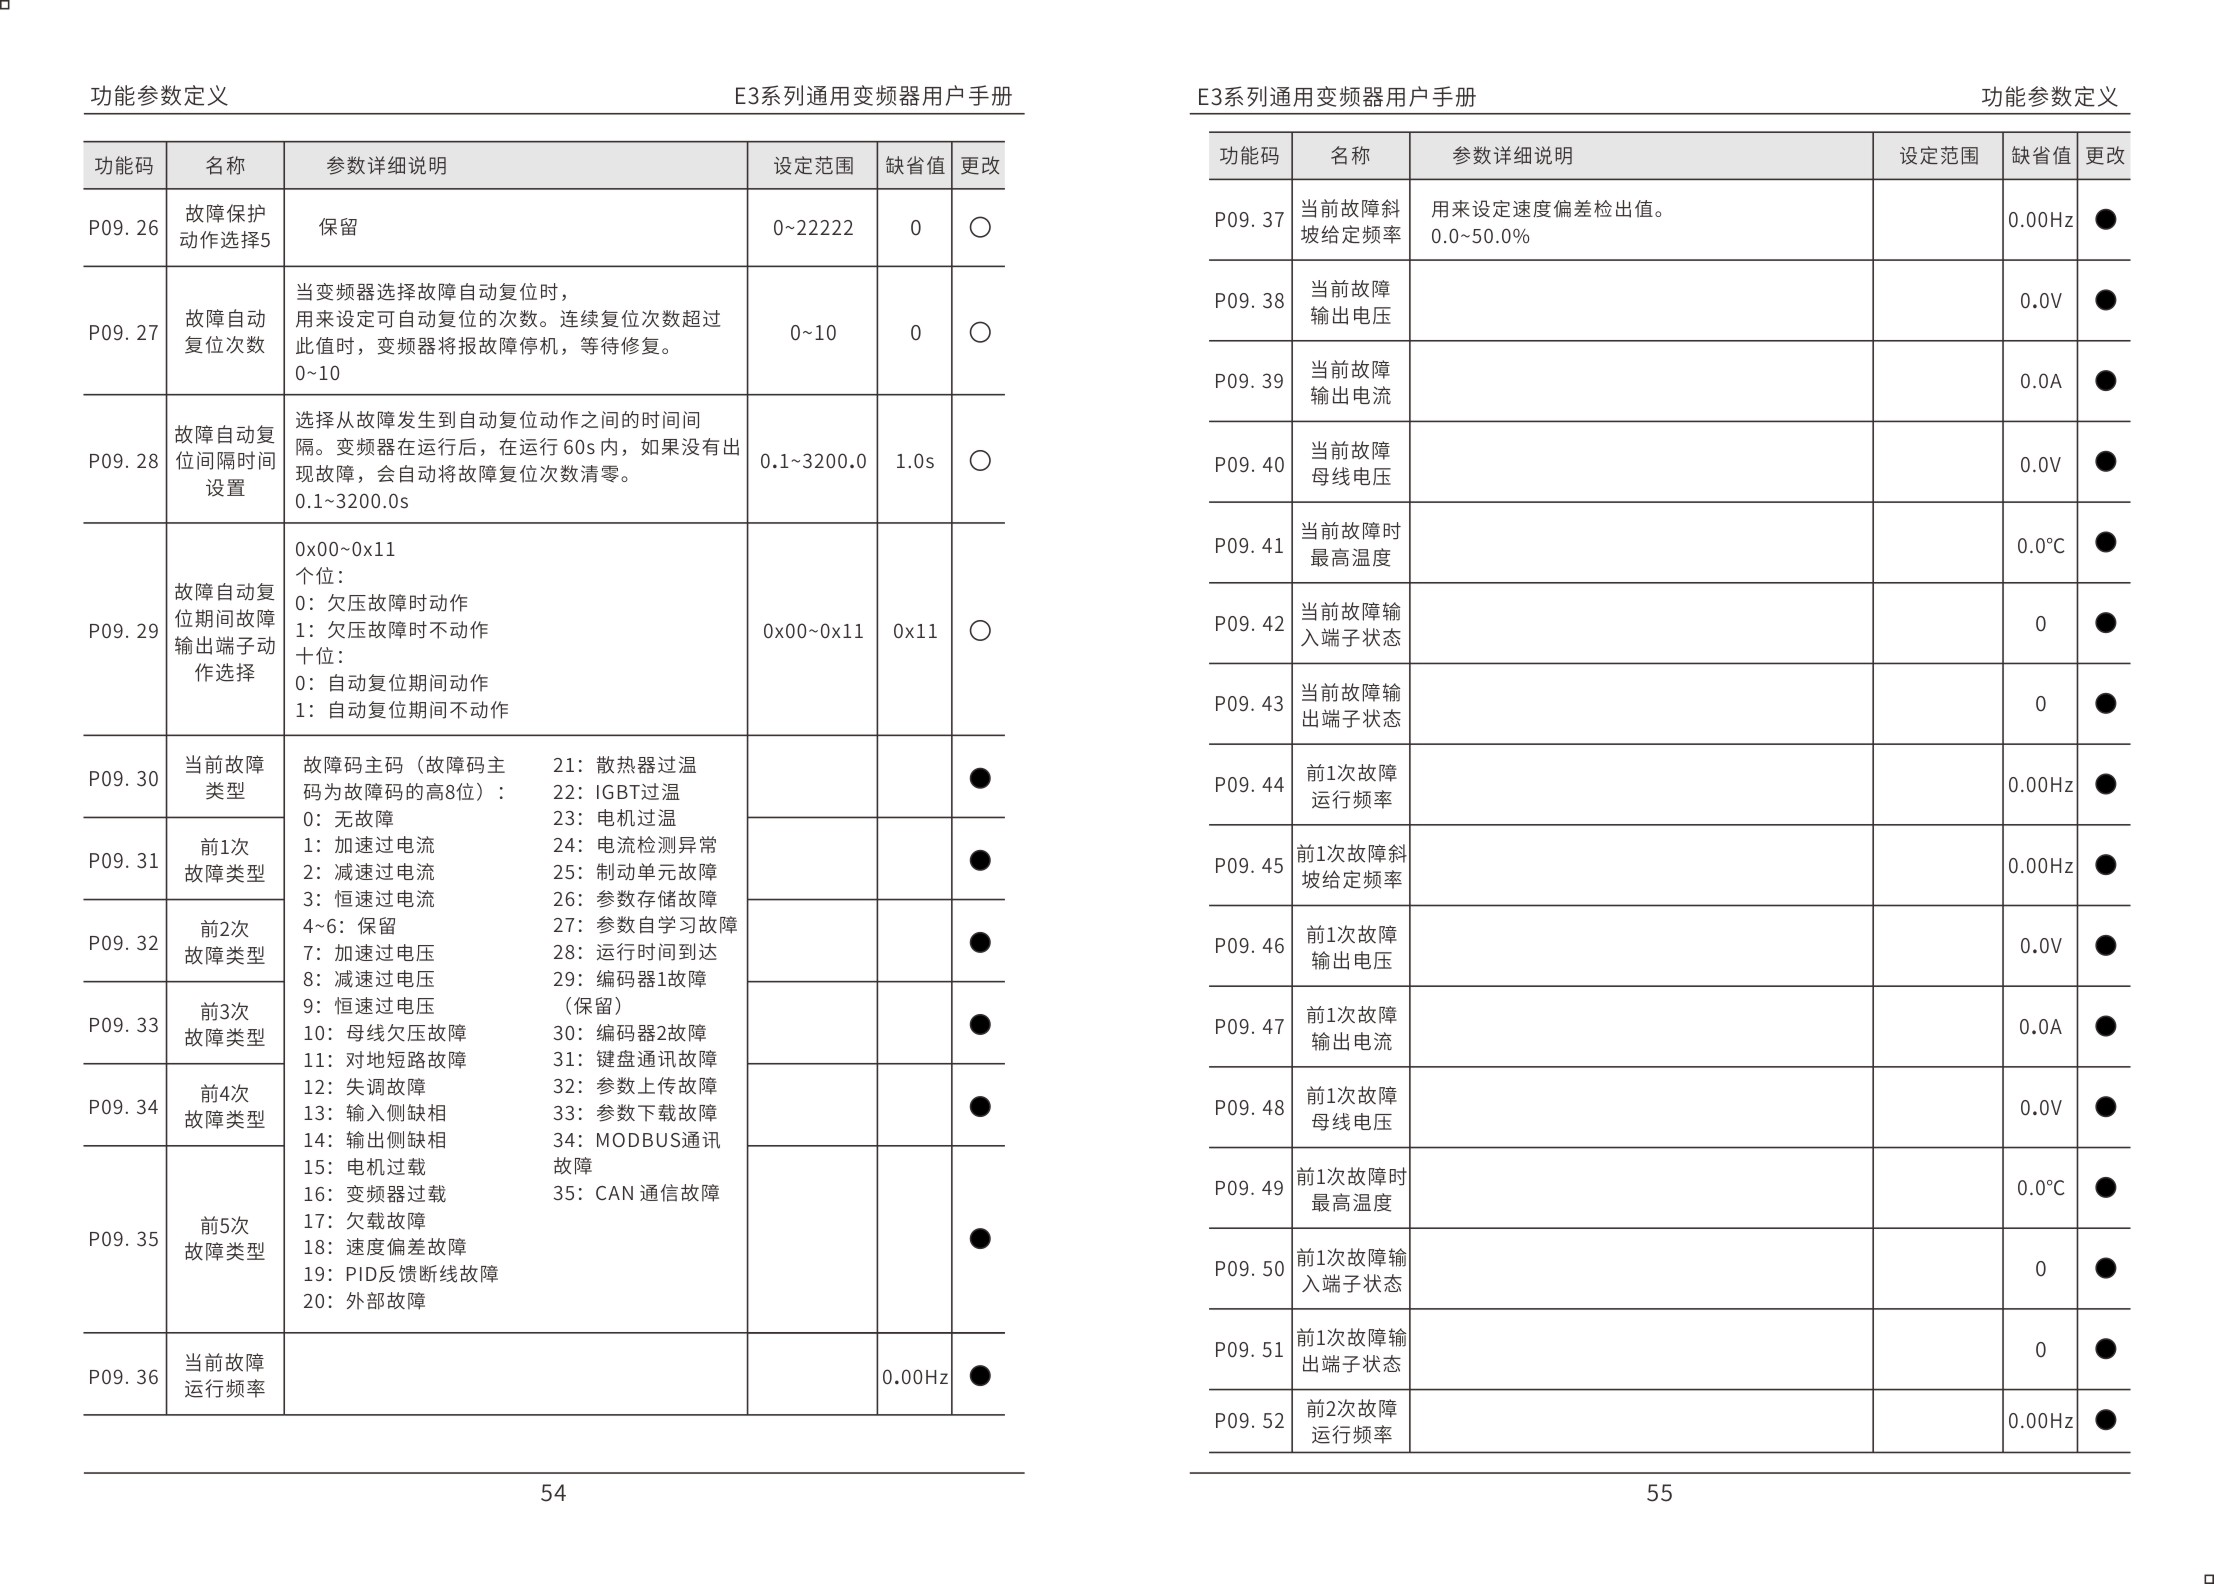 功能参数定义
E3系列通用变频器用户手册
功能码 名称 参数详细说明 设定范围 缺省值 更改
P09. 26
故障保护
动作选择5
保留
0~22222
0
○
P09. 27
故障自动
复位次数
当变频器选择故障自动复位时，
用来设定可自动复位的次数。连续复位次数超过
此值时，变频器将报故障停机，等待修复。
0~10
0~10
0
○
P09. 28
故障自动复
位间隔时间
设置
选择从故障发生到自动复位动作之间的时间间
隔。变频器在运行后，在运行 60s 内，如果没有出
现故障，会自动将故障复位次数清零。
0.1~3200.0s
0.1~3200.0
1.0s
○
P09. 29
故障自动复
位期间故障
输出端子动
作选择
0x00~0x11
个位：
0：欠压故障时动作
1：欠压故障时不动作
十位：
0：自动复位期间动作
1：自动复位期间不动作
0x00~0x11
0x11
○
P09. 30
当前故障
类型
●
P09. 31
前1次
故障类型
●
P09. 32
前2次
故障类型
●
P09. 33
前3次
故障类型
●
P09. 34
前4次
故障类型
●
P09. 35
前5次
故障类型
●
故障码主码（故障码主
码为故障码的高8位）：
0：无故障
1：加速过电流
2：减速过电流
3：恒速过电流
4~6：保留
7：加速过电压
8：减速过电压
9：恒速过电压
10：母线欠压故障
11：对地短路故障
12：失调故障
13：输入侧缺相
14：输出侧缺相
15：电机过载
16：变频器过载
17：欠载故障
18：速度偏差故障
19：PID反馈断线故障
20：外部故障
21：散热器过温
22：IGBT过温
23：电机过温
24：电流检测异常
25：制动单元故障
26：参数存储故障
27：参数自学习故障
28：运行时间到达
29：编码器1故障
（保留）
30：编码器2故障
31：键盘通讯故障
32：参数上传故障
33：参数下载故障
34：MODBUS通讯
故障
35：CAN 通信故障
P09. 36
当前故障
运行频率
0.00Hz
●
54
E3系列通用变频器用户手册
功能参数定义
功能码 名称 参数详细说明 设定范围 缺省值 更改
P09. 37
当前故障斜
坡给定频率
用来设定速度偏差检出值。
0.0~50.0%
0.00Hz
●
P09. 38
当前故障
输出电压
0.0V
●
P09. 39
当前故障
输出电流
0.0A
●
P09. 40
当前故障
母线电压
0.0V
●
P09. 41
当前故障时
最高温度
0.0℃
●
P09. 42
当前故障输
入端子状态
0
●
P09. 43
当前故障输
出端子状态
0
●
P09. 44
前1次故障
运行频率
0.00Hz
●
P09. 45
前1次故障斜
坡给定频率
0.00Hz
●
P09. 46
前1次故障
输出电压
0.0V
●
P09. 47
前1次故障
输出电流
0.0A
●
P09. 48
前1次故障
母线电压
0.0V
●
P09. 49
前1次故障时
最高温度
0.0℃
●
P09. 50
前1次故障输
入端子状态
0
●
P09. 51
前1次故障输
出端子状态
0
●
P09. 52
前2次故障
运行频率
0.00Hz
●
55